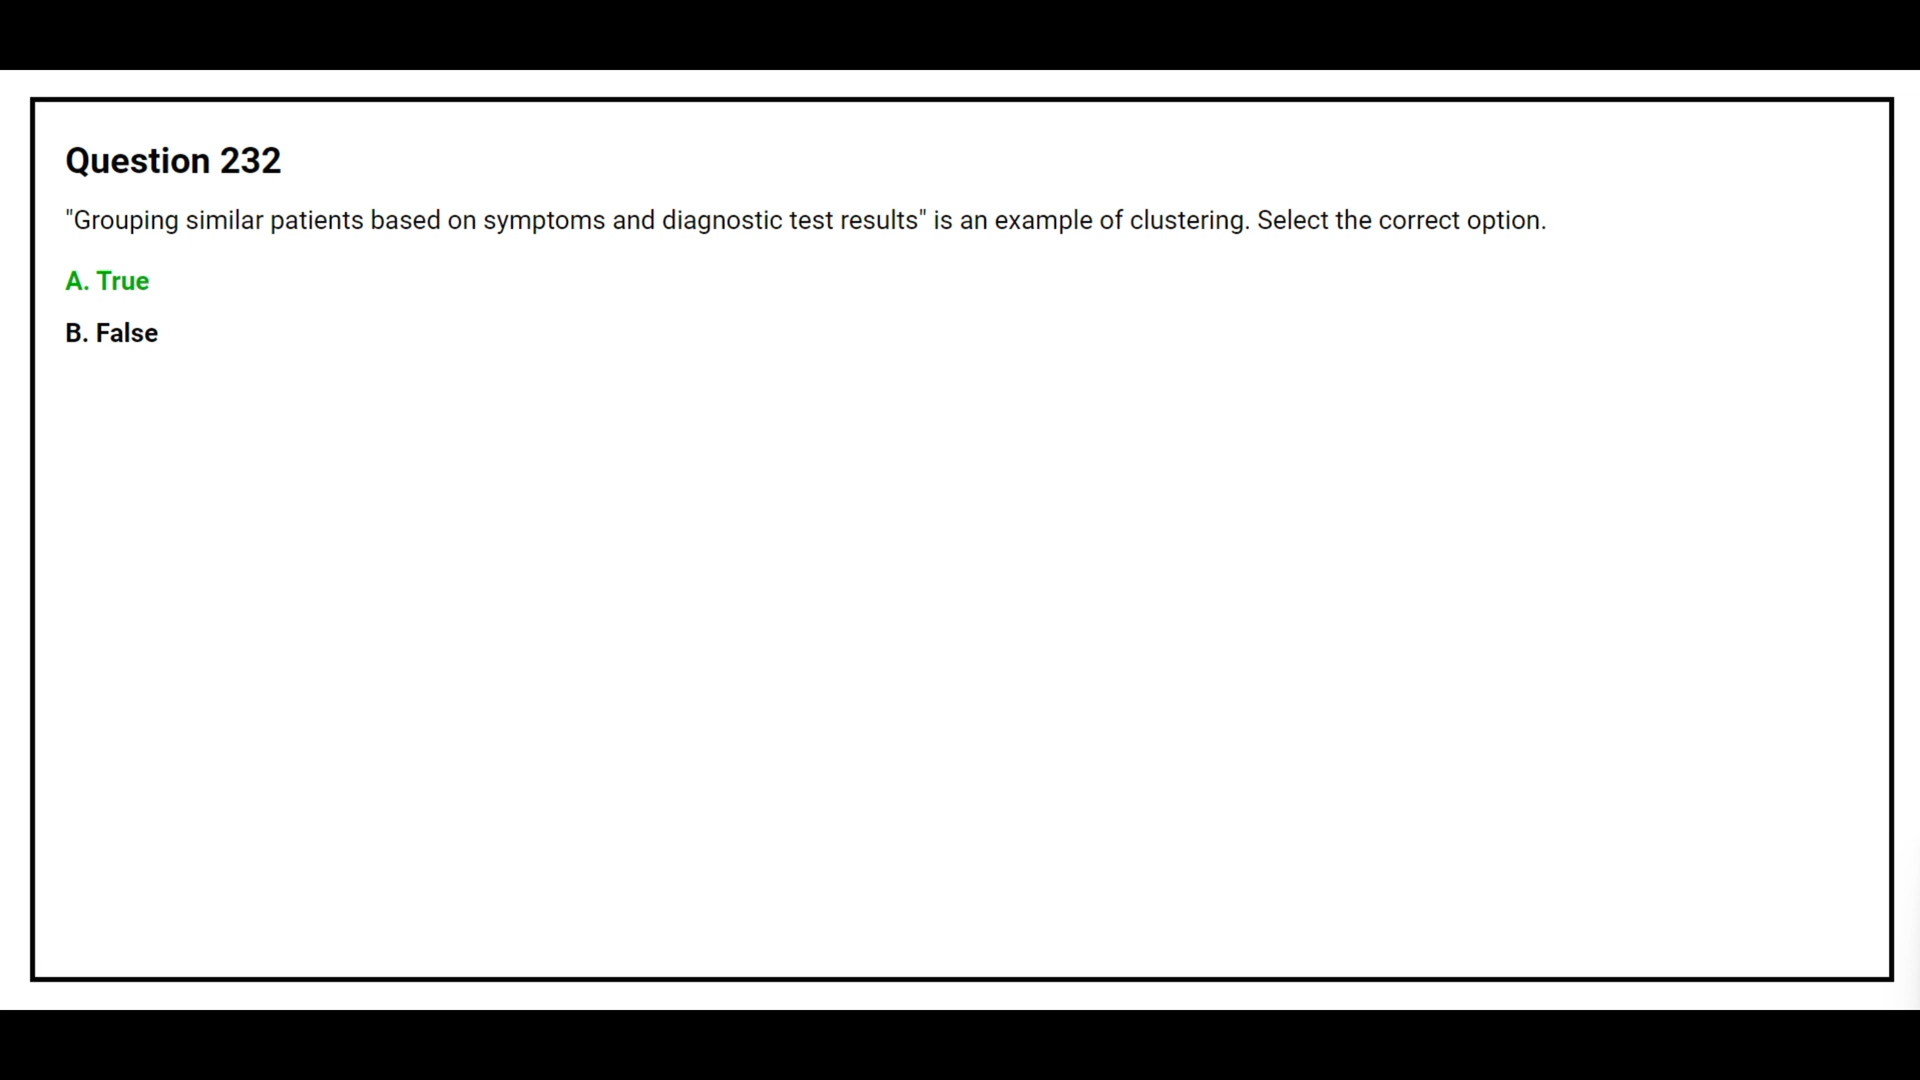 Question 232
"Grouping similar patients based on symptoms and diagnostic test results" is an example of clustering. Select the correct option.
A. True
B. False